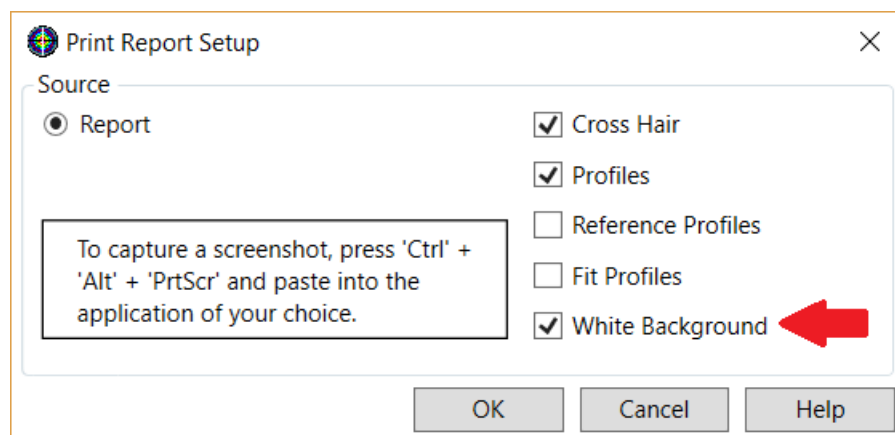 Print Report Setup
Source
Report
Cross Hair
Profiles
Reference Profiles
Fit Profiles
White Background
To capture a screenshot, press 'Ctrl' +
'Alt' + 'PrtScr' and paste into the
application of your choice.
OK
Cancel
Help